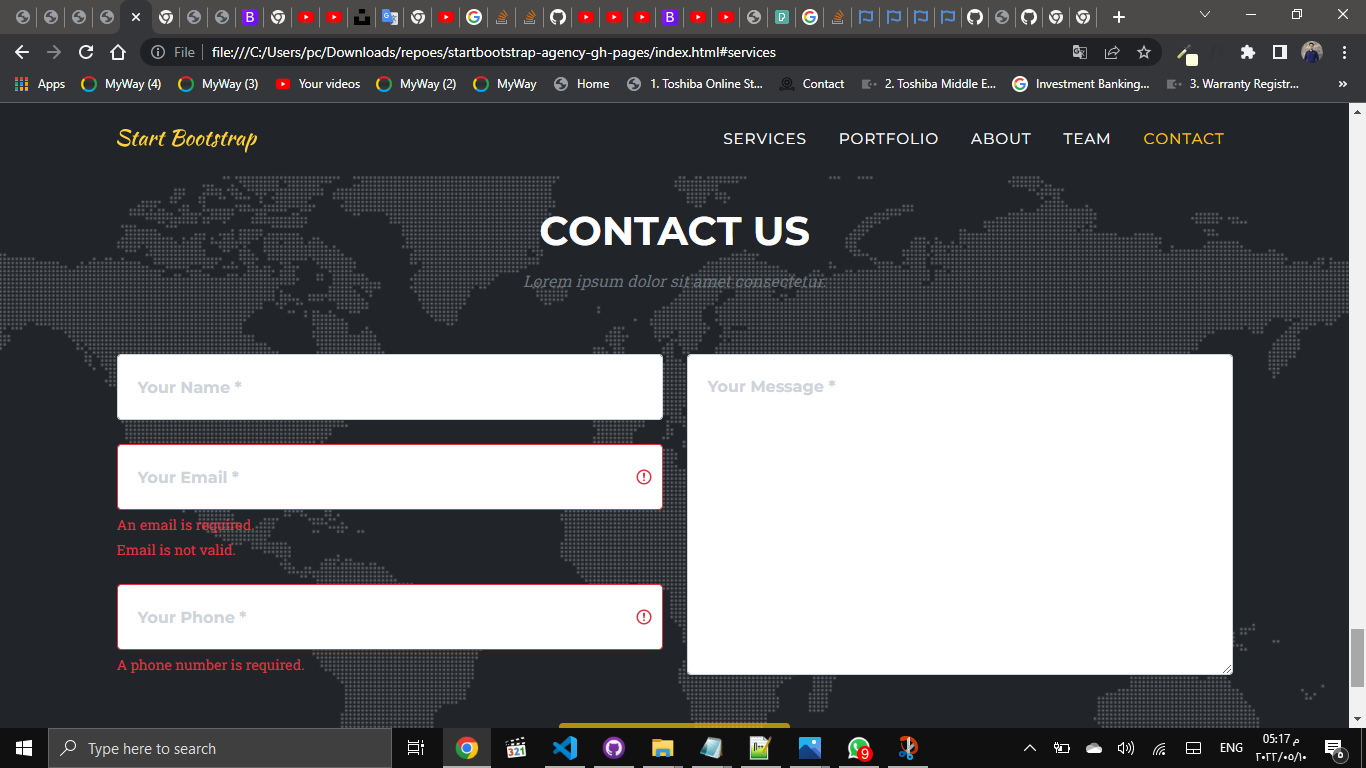 File file:///C:/Users/pc/Downloads/repoes/startbootstrap-agency-gh-pages/index.html#services
Apps MyWay (4) MyWay (3) Your videos MyWay (2) MyWay Home 1. Toshiba Online St... Contact 2. Toshiba Middle E... Investment Banking... 3. Warranty Registr... »
Start Bootstrap SERVICES PORTFOLIO ABOUT TEAM CONTACT
CONTACT US
Lorem ipsum dolor sit amet consectetur.
Your Name *
Your Message *
Your Email *
An email is required.
Email is not valid.
Your Phone *
A phone number is required.
Type here to search
321
9
ENG
05:17 م
٢٠٢٢/٠٥/١٠